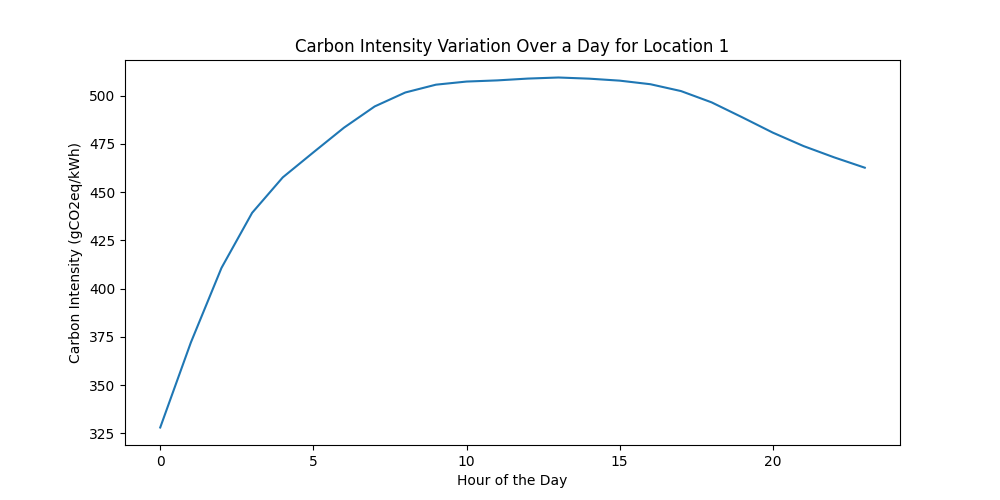 Carbon Intensity Variation Over a Day for Location 1
Carbon Intensity (gCO2eq/kWh)
500
475
450
425
400
375
350
325
0 5 10 15 20
Hour of the Day